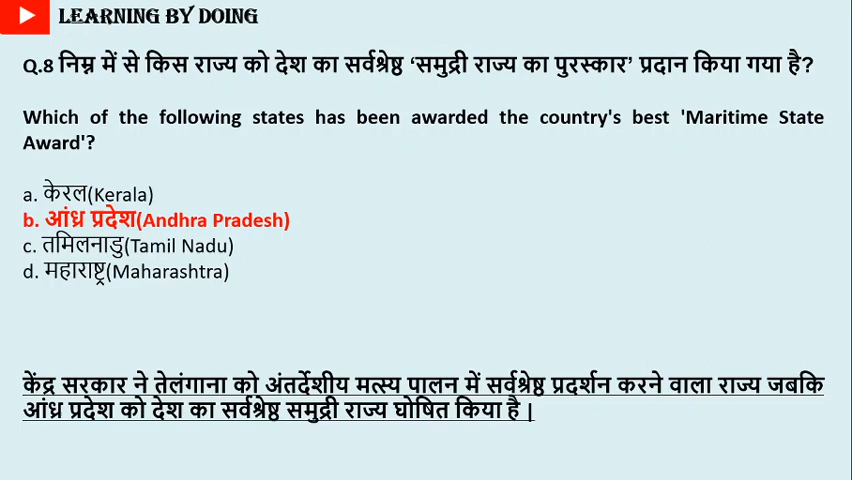 LEARNING BY DOING
Q.8 निम्न में से किस राज्य को देश का सर्वश्रेष्ठ ‘समुद्री राज्य का पुरस्कार’ प्रदान किया गया है?
Which of the following states has been awarded the country's best 'Maritime State
Award'?
a. केरल(Kerala)
b. आंध्र प्रदेश(Andhra Pradesh)
c. तमिलनाडु(Tamil Nadu)
d. महाराष्ट्र(Maharashtra)
केंद्र सरकार ने तेलंगाना को अंतर्देशीय मत्स्य पालन में सर्वश्रेष्ठ प्रदर्शन करने वाला राज्य जबकि
आंध्र प्रदेश को देश का सर्वश्रेष्ठ समुद्री राज्य घोषित किया है |